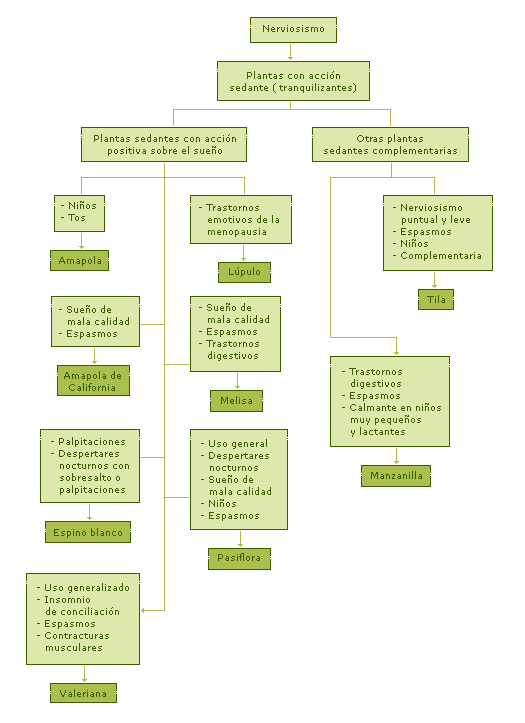 Nerviosismo
Plantas con acción
sedante ( tranquilizantes)
Plantas sedantes con acción
positiva sobre el sueño
Otras plantas
sedantes complementarias
- Niños
- Tos
Amapola
- Trastornos
emotivos de la
menopausia
Lúpulo
- Nerviosismo
puntual y leve
- Espasmos
- Niños
- Complementaria
Tila
- Sueño de
mala calidad
- Espasmos
Amapola de
California
- Sueño de
mala calidad
- Espasmos
- Trastornos
digestivos
Melisa
- Trastornos
digestivos
- Espasmos
- Calmante en niños
muy pequeños
y lactantes
Manzanilla
- Palpitaciones
- Despertares
nocturnos con
sobresalto o
palpitaciones
Espino blanco
- Uso general
- Despertares
nocturnos
- Sueño de
mala calidad
- Niños
- Espasmos
Pasiflora
- Uso generalizado
- Insomnio
de conciliación
- Espasmos
- Contracturas
musculares
Valeriana